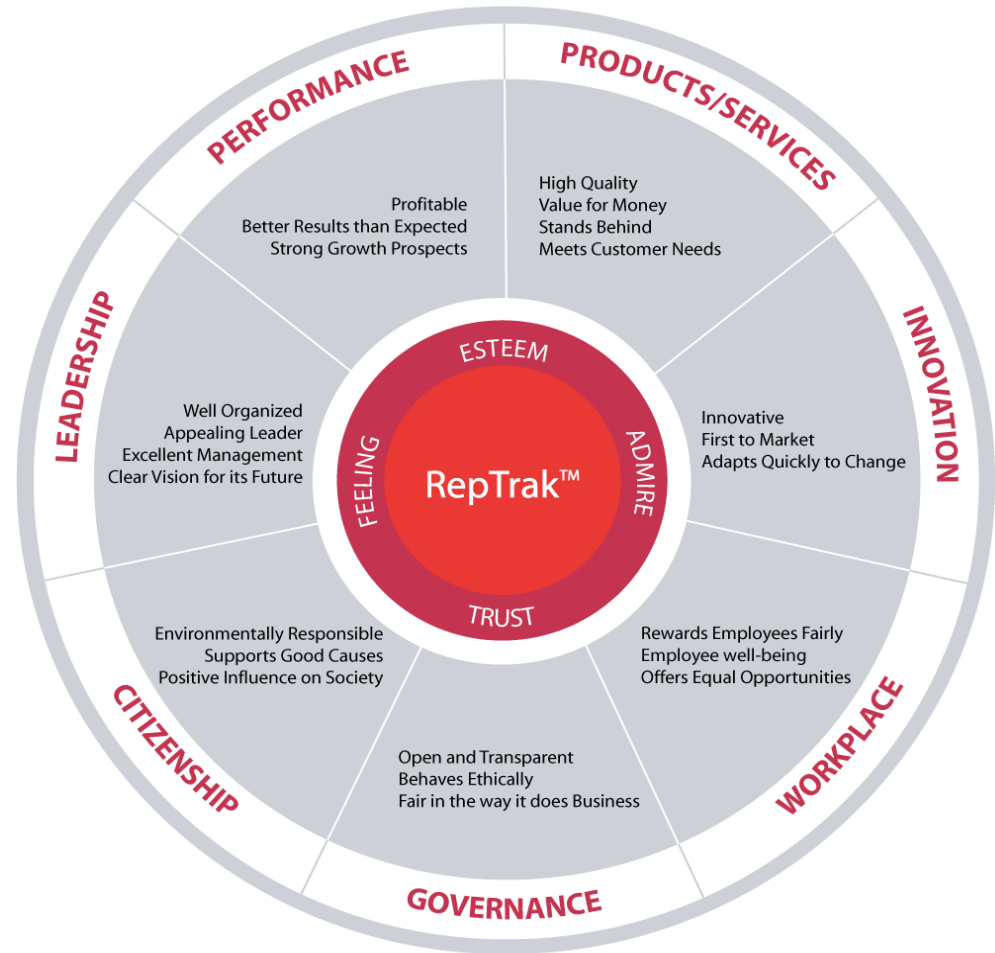 PERFORMANCE
Profitable
Better Results than Expected
Strong Growth Prospects
PRODUCTS/SERVICES
High Quality
Value for Money
Stands Behind
Meets Customer Needs
INNOVATION
Innovative
First to Market
Adapts Quickly to Change
WORKPLACE
Rewards Employees Fairly
Employee well-being
Offers Equal Opportunities
GOVERNANCE
Open and Transparent
Behaves Ethically
Fair in the way it does Business
CITIZENSHIP
Environmentally Responsible
Supports Good Causes
Positive Influence on Society
LEADERSHIP
Well Organized
Appealing Leader
Excellent Management
Clear Vision for its Future
ESTEEM
ADMIRE
TRUST
FEELING
RepTrak™